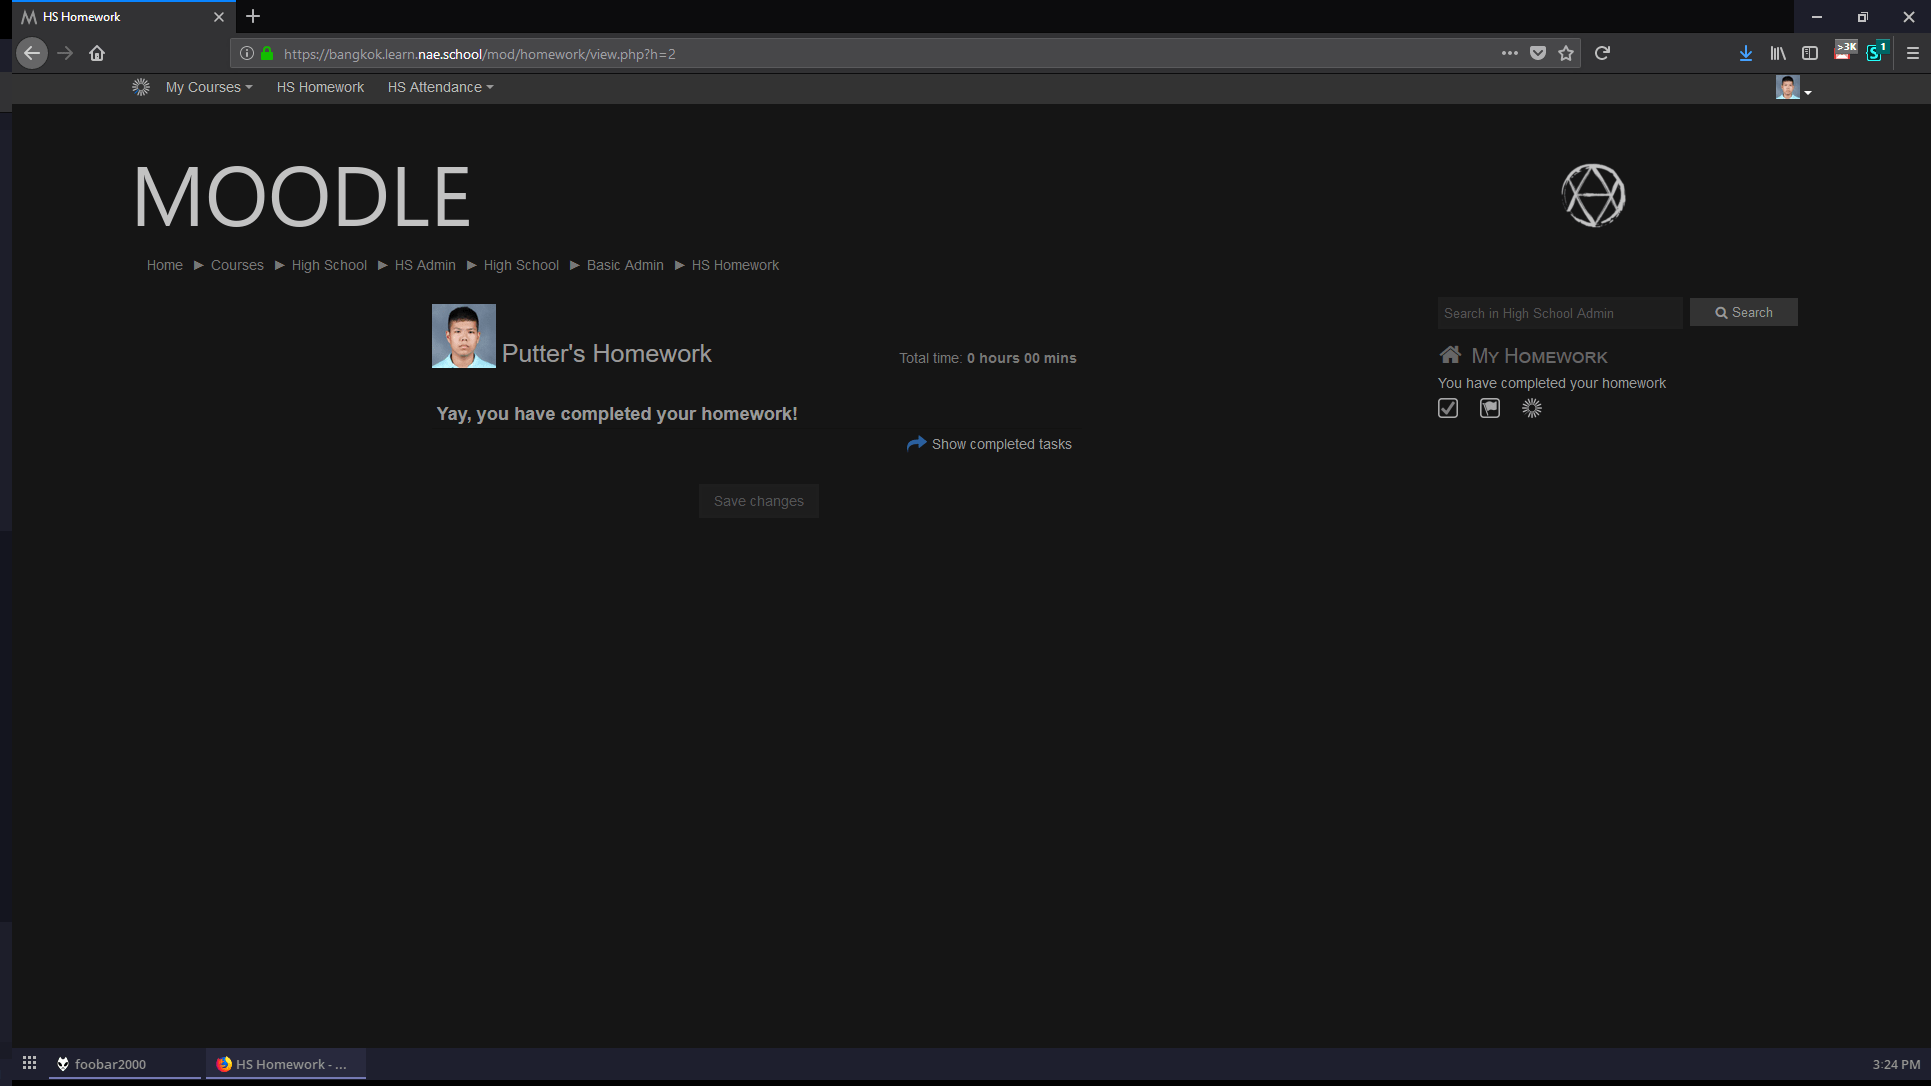 HS Homework
https://bangkok.learn.nae.school/mod/homework/view.php?h=2
>3K
1
My Courses
HS Homework
HS Attendance
MOODLE
Home ► Courses ► High School ► HS Admin ► High School ► Basic Admin ► HS Homework
Search in High School Admin
Search
Putter's Homework
Total time: 0 hours 00 mins
My Homework
You have completed your homework
Yay, you have completed your homework!
Show completed tasks
Save changes
foobar2000
HS Homework - ...
3:24 PM